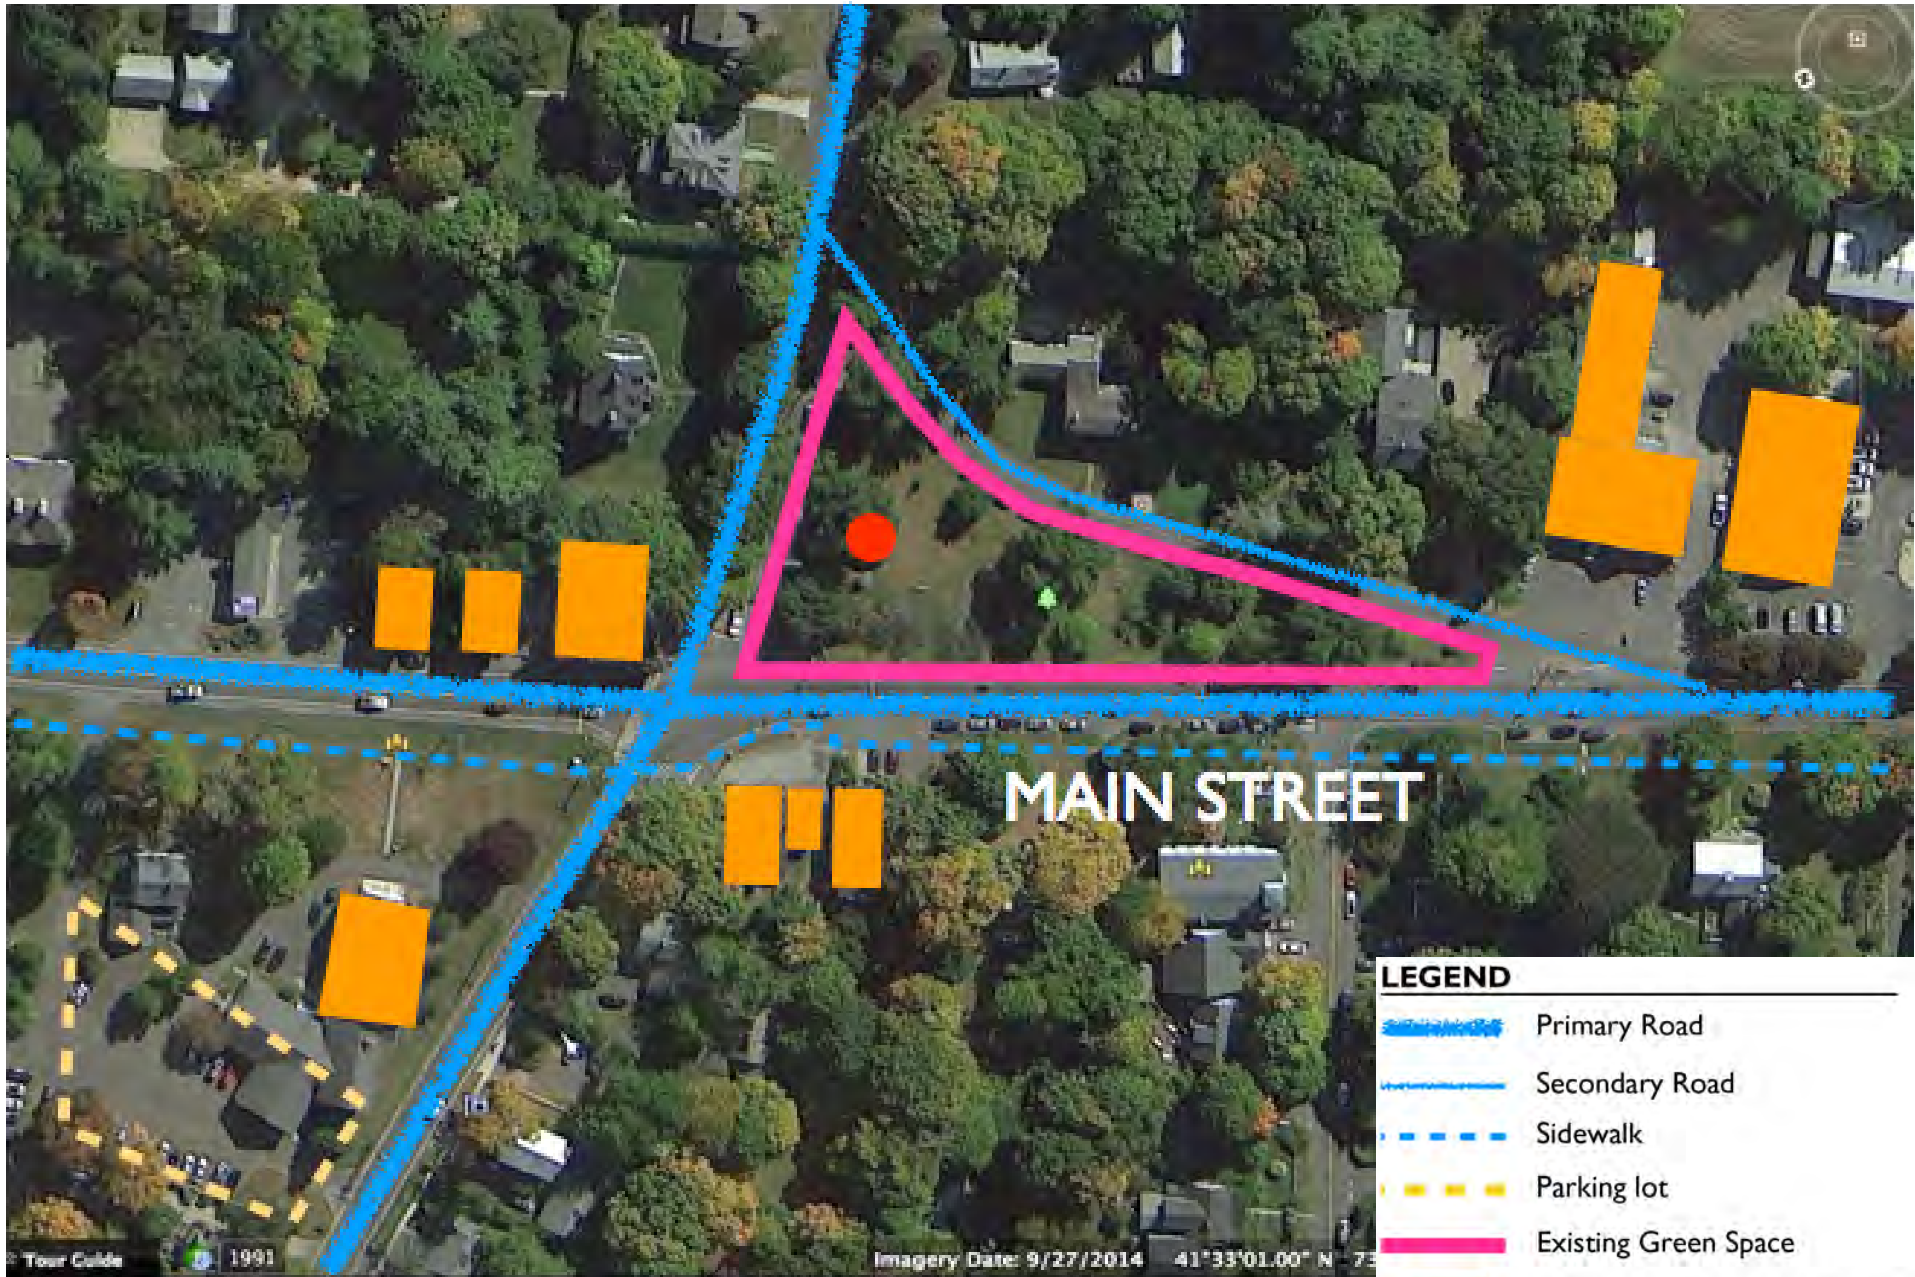 MAIN STREET
LEGEND
Primary Road
Secondary Road
Sidewalk
Parking lot
Existing Green Space
Tour Guide
1991
Imagery Date: 9/27/2014 41°33'01.00" N 73